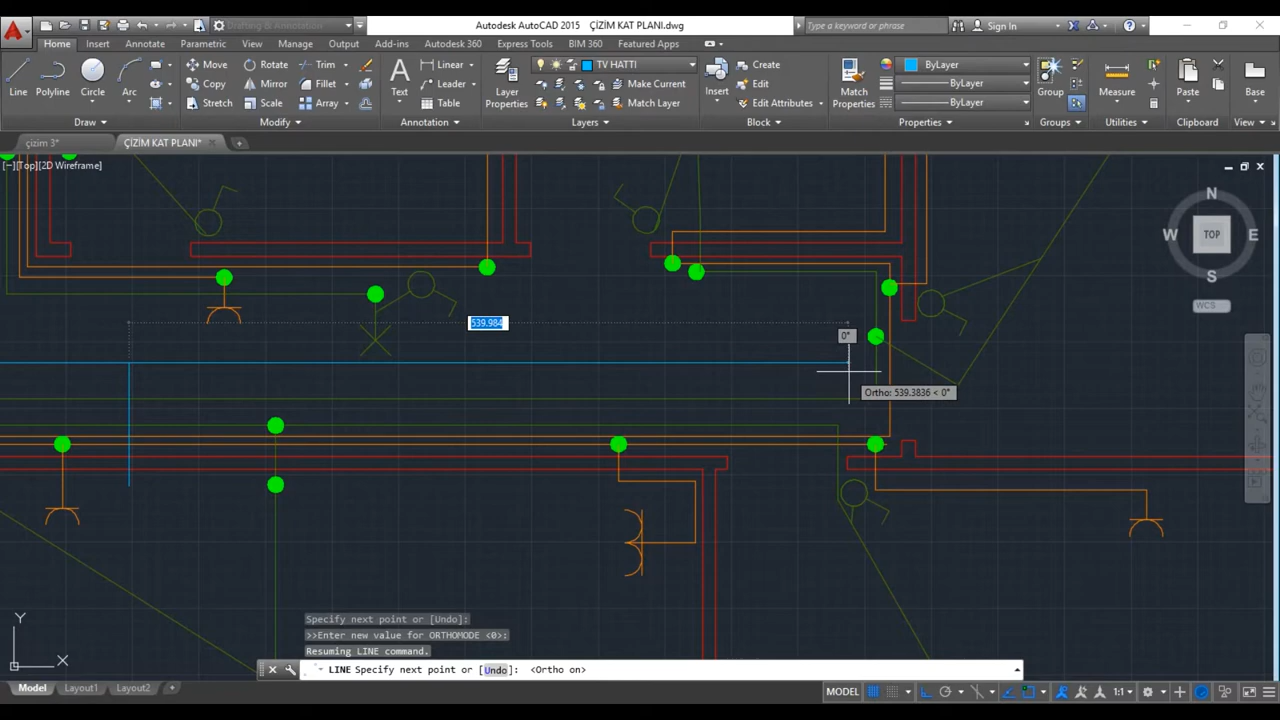 Drafting & Annotation
Autodesk AutoCAD 2015 ÇİZİM KAT PLANI.dwg
Type a keyword or phrase
Sign In
Home Insert Annotate Parametric View Manage Output Add-ins Autodesk 360 Express Tools BIM 360 Featured Apps
Line
Polyline
Circle
Arc
Draw
Move
Rotate
Trim
Copy
Mirror
Fillet
Stretch
Scale
Array
Modify
Text
Linear
Leader
Table
Annotation
Layer
Properties
TV HATTI
Make Current
Match Layer
Layers
Insert
Create
Edit
Edit Attributes
Block
Match
Properties
ByLayer
ByLayer
ByLayer
Properties
Group
Groups
Measure
Utilities
Paste
Clipboard
Base
View
çizim 3*
ÇİZİM KAT PLANI*
[−][Top][2D Wireframe]
N
W TOP E
S
WCS
539.984
0°
Ortho: 539.3836 < 0°
Y
X
Specify next point or [Undo]:
>>Enter new value for ORTHOMODE <0>:
Resuming LINE command.
LINE Specify next point or [Undo]: <Ortho on>
Model Layout1 Layout2
MODEL
1:1